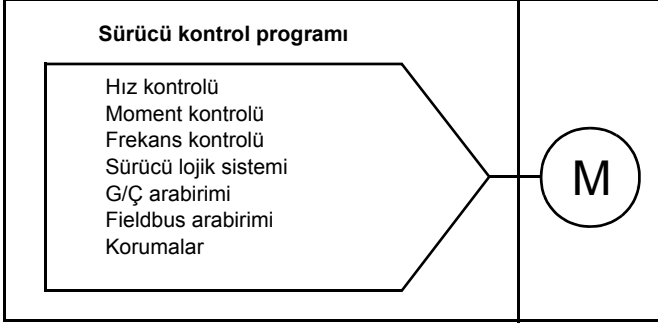 Sürücü kontrol programı
Hız kontrolü
Moment kontrolü
Frekans kontrolü
Sürücü lojik sistemi
G/Ç arabirimi
Fieldbus arabirimi
Korumalar
M